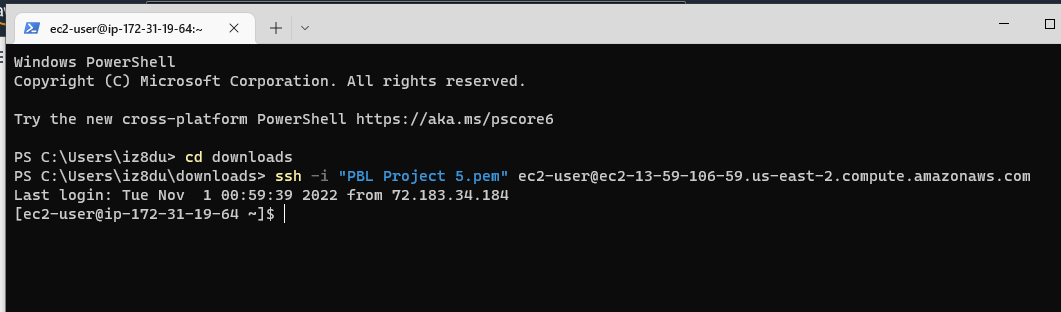 ec2-user@ip-172-31-19-64:~
Windows PowerShell
Copyright (C) Microsoft Corporation. All rights reserved.
Try the new cross-platform PowerShell https://aka.ms/pscore6
PS C:\Users\iz8du> cd downloads
PS C:\Users\iz8du\downloads> ssh -i "PBL Project 5.pem" ec2-user@ec2-13-59-106-59.us-east-2.compute.amazonaws.com
Last login: Tue Nov  1 00:59:39 2022 from 72.183.34.184
[ec2-user@ip-172-31-19-64 ~]$